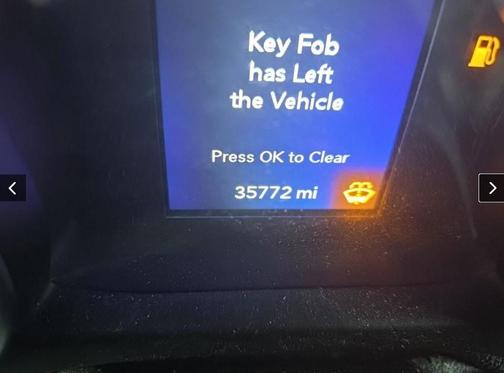 Key Fob
has Left
the Vehicle
Press OK to Clear
35772 mi